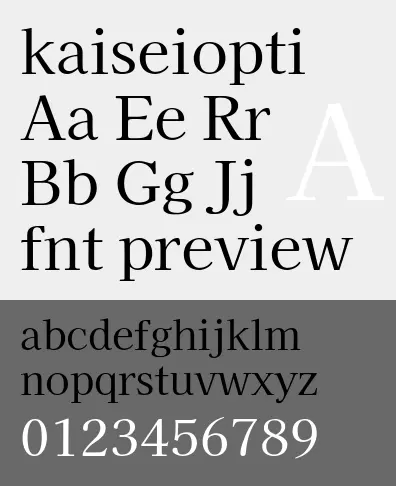 kaiseiopti
Aa Ee Rr
A
Bb Gg Jj
fnt preview
abcdefghijklm
nopqrstuvwxyz
0123456789